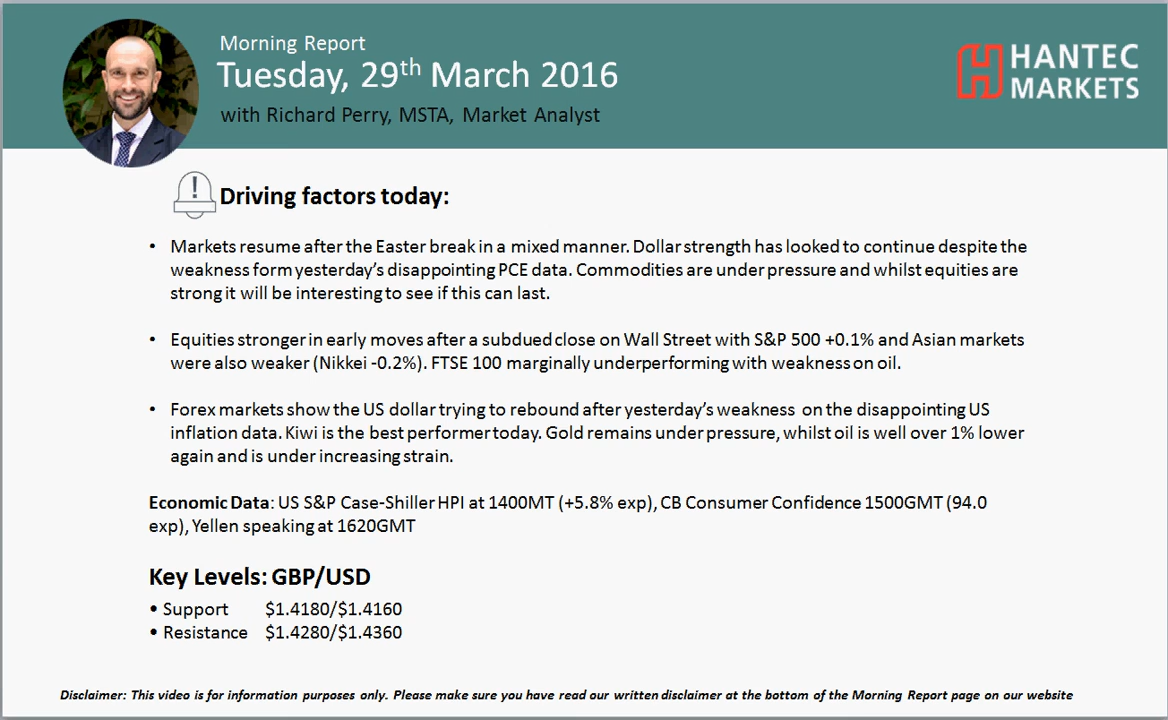 Morning Report
Tuesday, 29th March 2016
with Richard Perry, MSTA, Market Analyst
HANTEC
MARKETS
! Driving factors today:
• Markets resume after the Easter break in a mixed manner. Dollar strength has looked to continue despite the
weakness form yesterday's disappointing PCE data. Commodities are under pressure and whilst equities are
strong it will be interesting to see if this can last.
• Equities stronger in early moves after a subdued close on Wall Street with S&P 500 +0.1% and Asian markets
were also weaker (Nikkei -0.2%). FTSE 100 marginally underperforming with weakness on oil.
• Forex markets show the US dollar trying to rebound after yesterday's weakness on the disappointing US
inflation data. Kiwi is the best performer today. Gold remains under pressure, whilst oil is well over 1% lower
again and is under increasing strain.
Economic Data: US S&P Case-Shiller HPI at 1400MT (+5.8% exp), CB Consumer Confidence 1500GMT (94.0
exp), Yellen speaking at 1620GMT
Key Levels: GBP/USD
• Support $1.4180/$1.4160
• Resistance $1.4280/$1.4360
Disclaimer: This video is for information purposes only. Please make sure you have read our written disclaimer at the bottom of the Morning Report page on our website